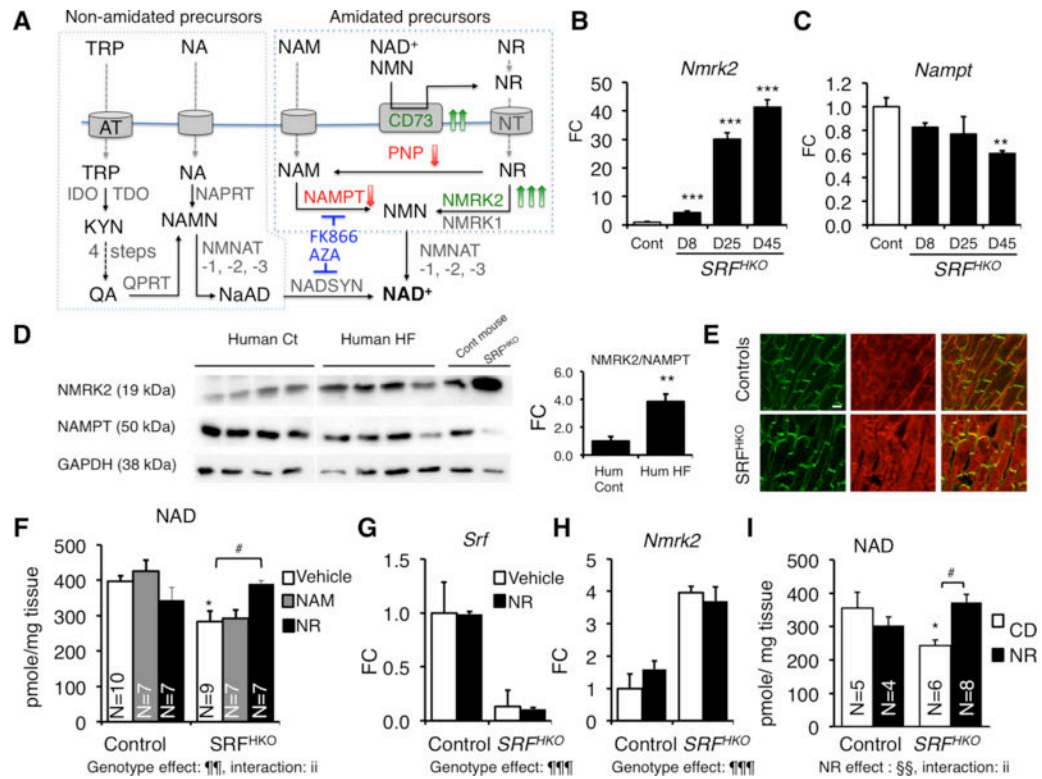 A
Non-amidated precursors
Amidated precursors
TRP
NA
NAM
NAD+
NMN
NR
NR
AT
CD73
NT
TRP
NA
NAM
PNP
NR
IDO
TDO
NAPRT
NAMPT
NMRK2
KYN
NAMN
NMN
NMRK1
4
steps
FK866
AZA
NMNAT
-1, -2, -3
NMNAT
-1, -2, -3
QPRT
NADSYN
QA
NaAD
NAD+
B
Nmrk2
FC
50
40
30
20
10
0
***
***
***
Cont
D8
D25
D45
SRFHKO
C
Nampt
FC
1.2
1.0
0.8
0.6
0.4
0.2
0.0
**
Cont
D8
D25
D45
SRFHKO
D
Human Ct
Human HF
Cont mouse
SRFHKO
NMRK2 (19 kDa)
NAMPT (50 kDa)
GAPDH (38 kDa)
NMRK2/NAMPT
FC
6.0
4.0
2.0
0.0
**
Hum
Cont
Hum HF
E
Controls
SRFHKO
F
NAD
pmole/mg tissue
500
400
300
200
100
0
#
*
Vehicle
NAM
NR
N=10
N=7
N=7
N=9
N=7
N=7
Control
SRFHKO
Genotype effect: ¶¶, interaction: ii
G
Srf
FC
1.5
1.0
0.5
0.0
Vehicle
NR
Control
SRFHKO
Genotype effect: ¶¶¶
H
Nmrk2
FC
5
4
3
2
1
0
Control
SRFHKO
Genotype effect: ¶¶¶
I
NAD
pmole/ mg tissue
500
400
300
200
100
0
#
*
CD
NR
N=5
N=4
N=6
N=8
Control
SRFHKO
NR effect : §§, interaction: ii